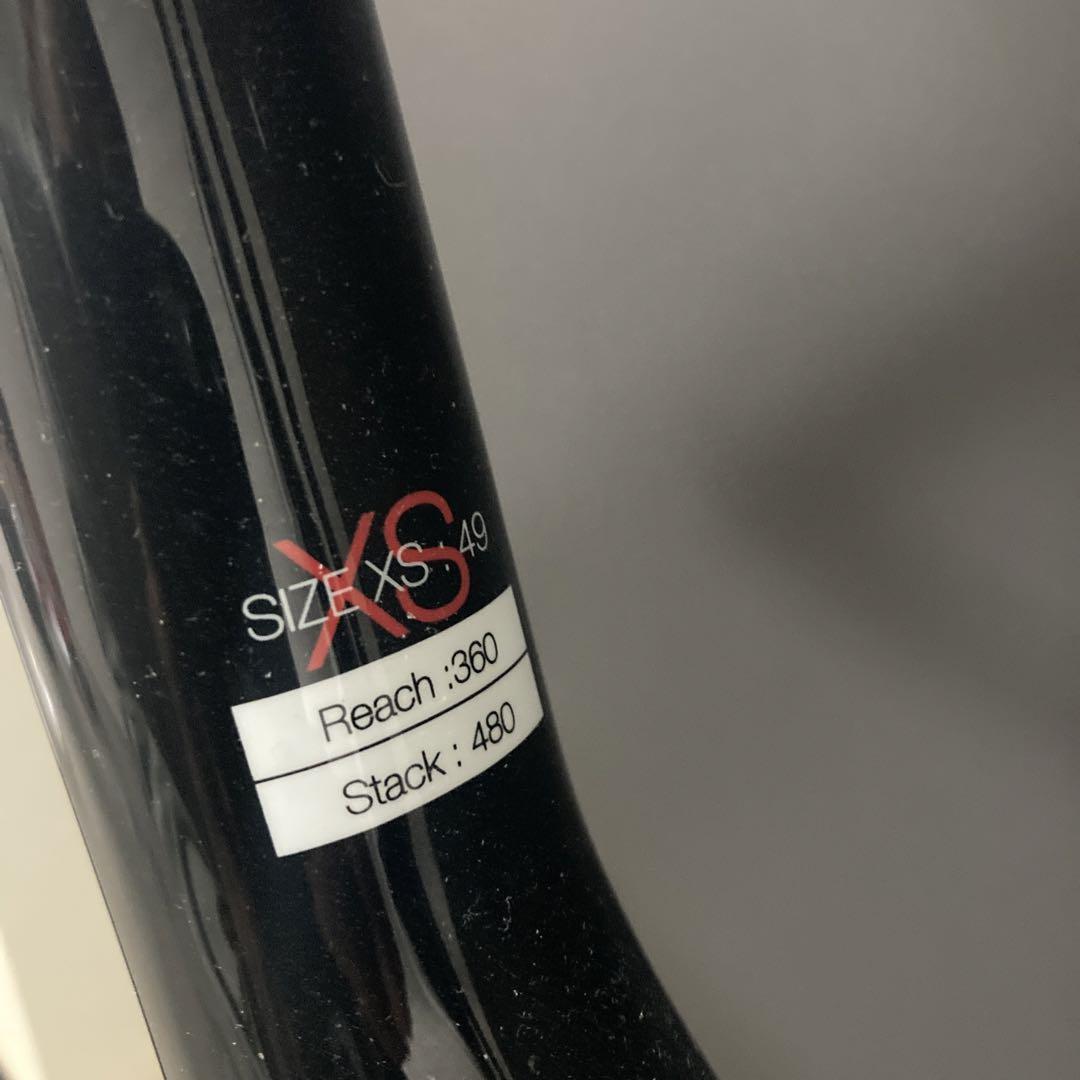 XS
SIZE XS : 49
Reach :360
Stack : 480